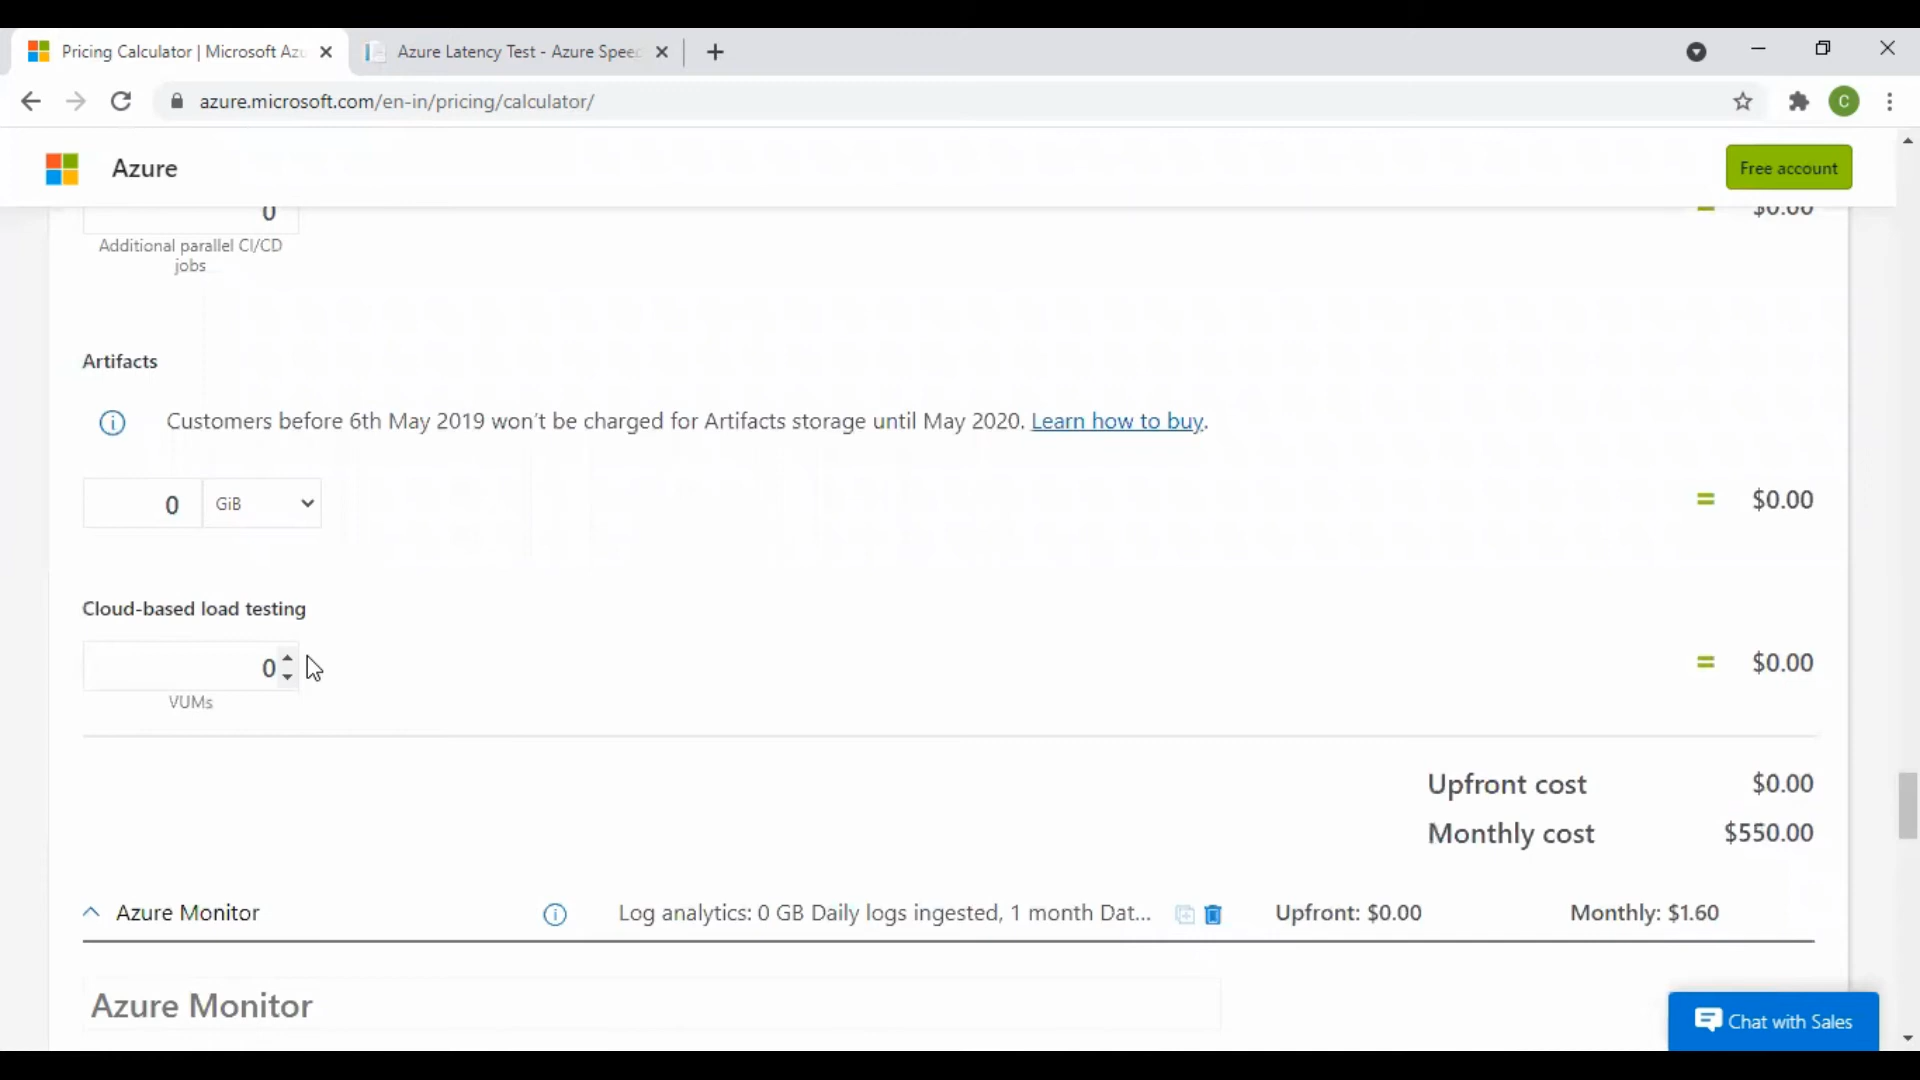 Pricing Calculator | Microsoft Azu
Azure Latency Test - Azure Speed
azure.microsoft.com/en-in/pricing/calculator/
C
Azure
Free account
0
= $0.00
Additional parallel CI/CD
jobs
Artifacts
Customers before 6th May 2019 won't be charged for Artifacts storage until May 2020. Learn how to buy.
0 GiB = $0.00
Cloud-based load testing
0 = $0.00
VUMs
Upfront cost $0.00
Monthly cost $550.00
Azure Monitor Log analytics: 0 GB Daily logs ingested, 1 month Dat... Upfront: $0.00 Monthly: $1.60
Azure Monitor
Chat with Sales